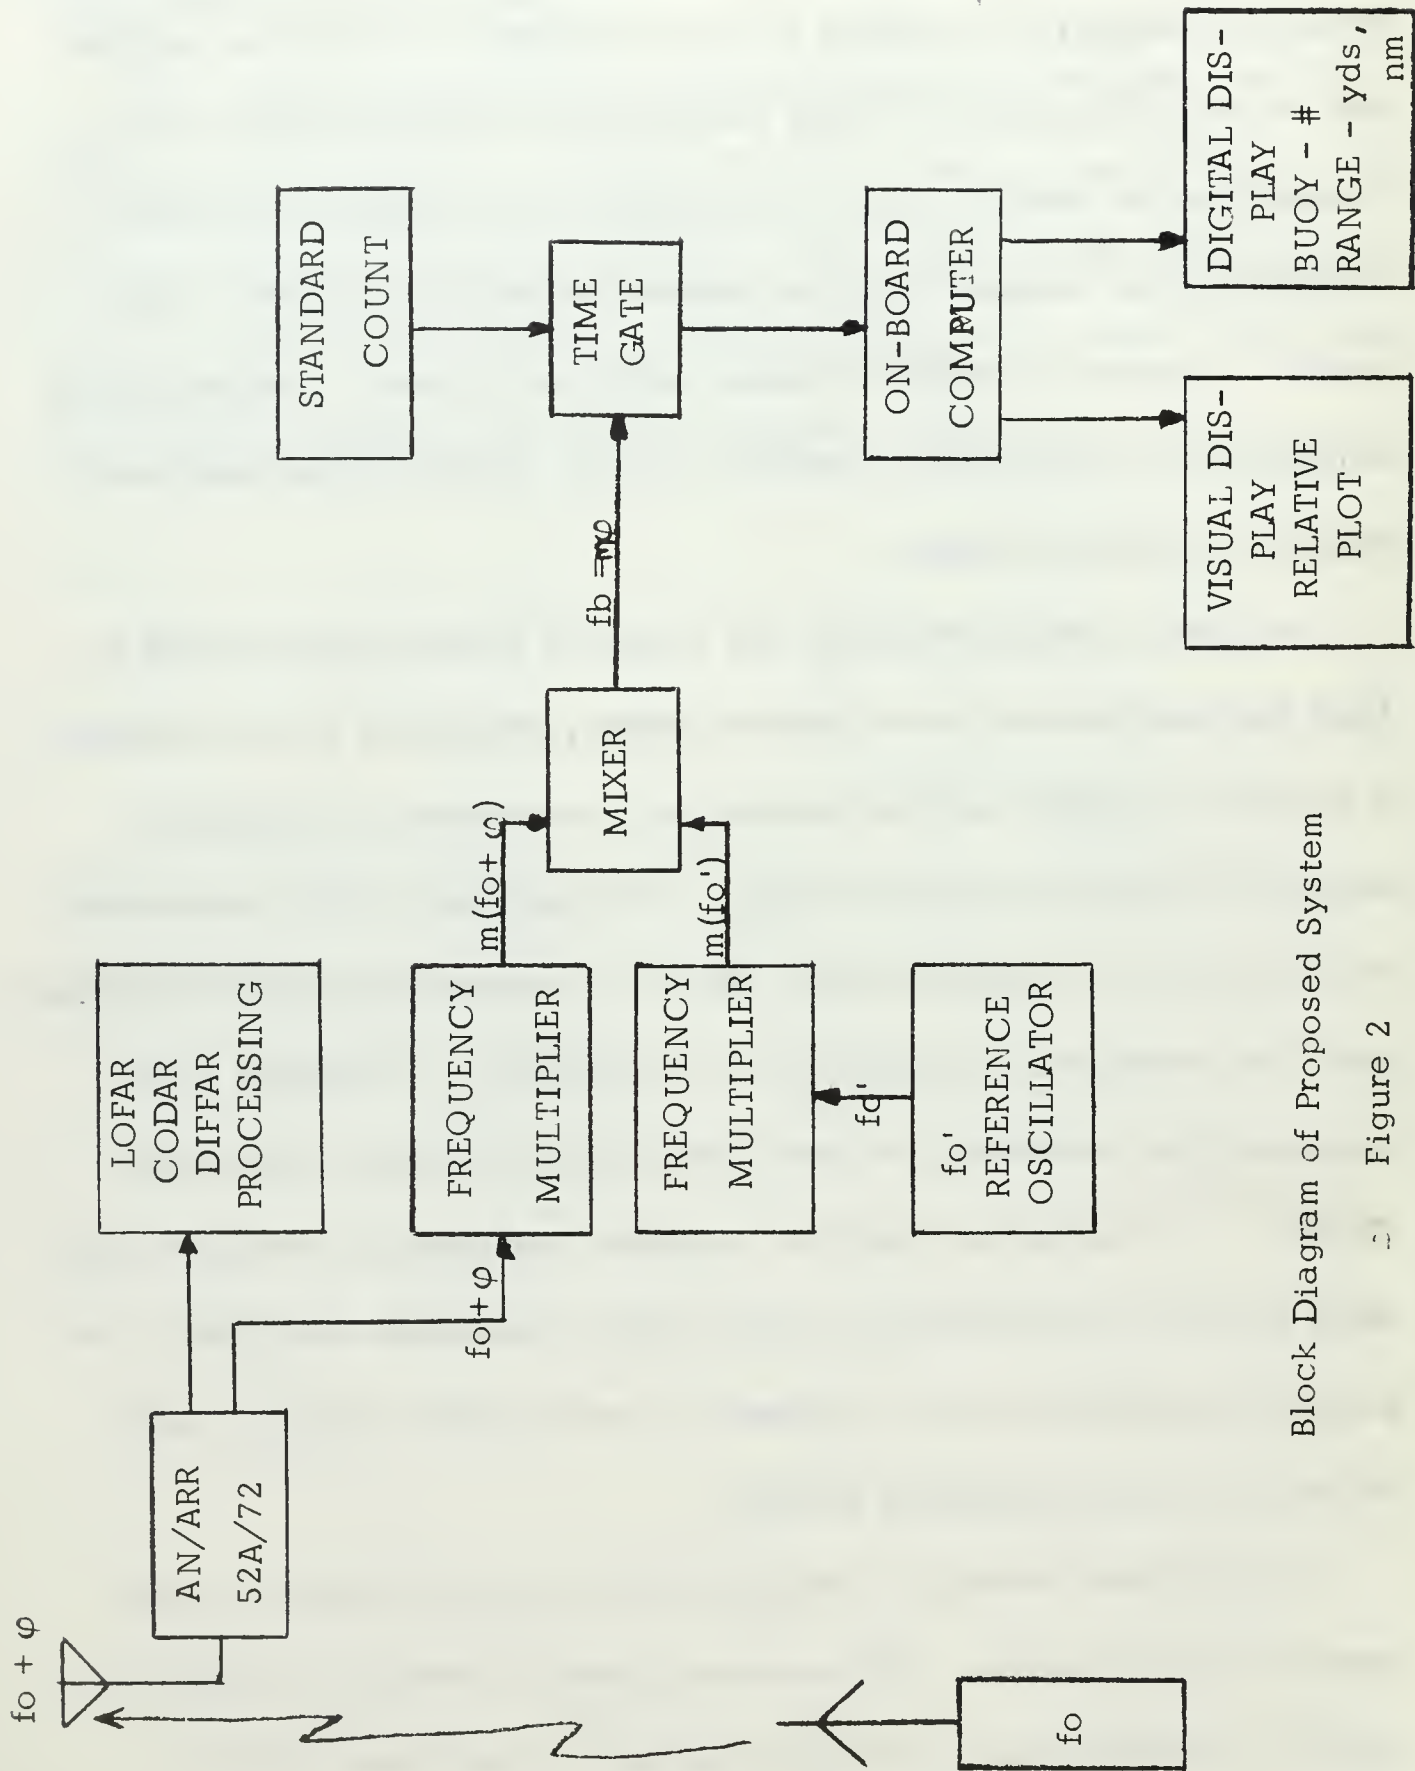 fo + φ
AN/ARR
52A/72
fo
LOFAR
CODAR
DIFFAR
PROCESSING
fo + φ
FREQUENCY
MULTIPLIER
m(fo + φ)
FREQUENCY
MULTIPLIER
m(fo')
fo'
fo'
REFERENCE
OSCILLATOR
MIXER
fb = mφ
STANDARD
COUNT
TIME
GATE
ON-BOARD
COMPUTER
VISUAL DIS-
PLAY
RELATIVE
PLOT
DIGITAL DIS-
PLAY
BUOY - #
RANGE - yds,
nm
Block Diagram of Proposed System
Figure 2